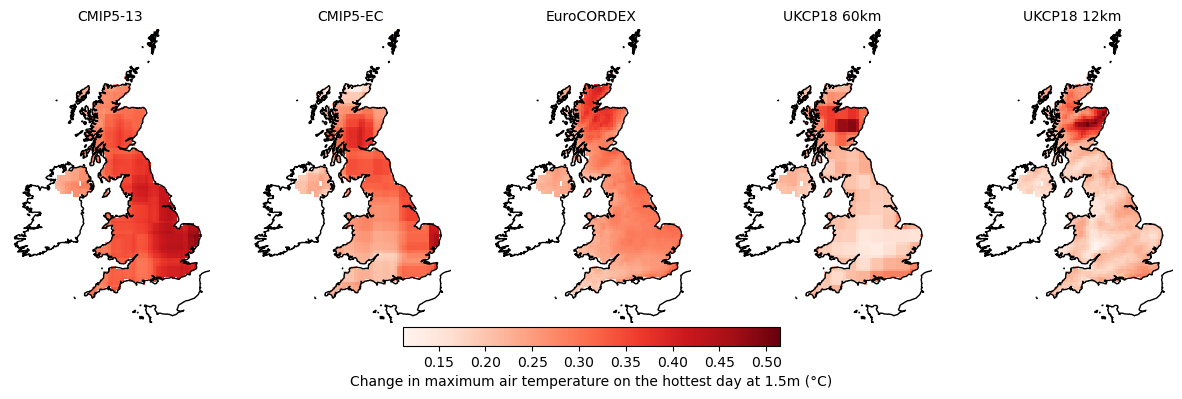 CMIP5-13 CMIP5-EC EuroCORDEX UKCP18 60km UKCP18 12km
0.15 0.20 0.25 0.30 0.35 0.40 0.45 0.50
Change in maximum air temperature on the hottest day at 1.5m (°C)